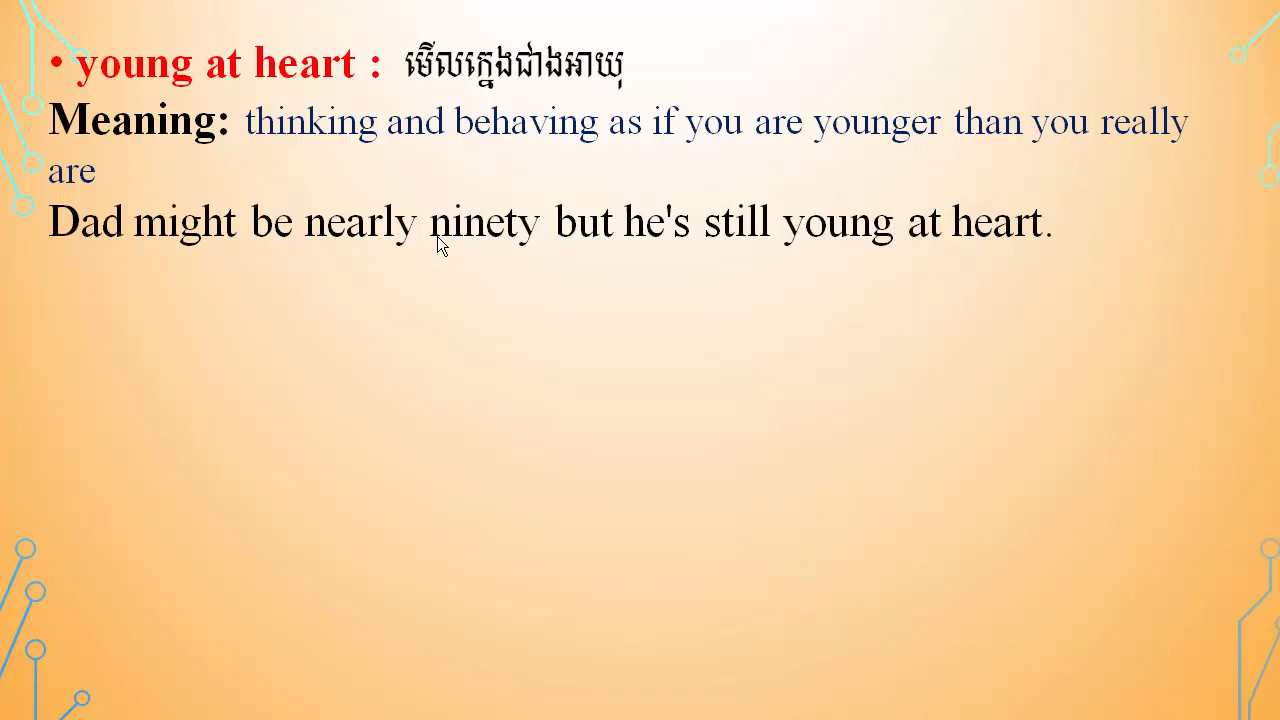 • young at heart : មើលក្មេងជាងអាយុ
Meaning: thinking and behaving as if you are younger than you really
are
Dad might be nearly ninety but he's still young at heart.